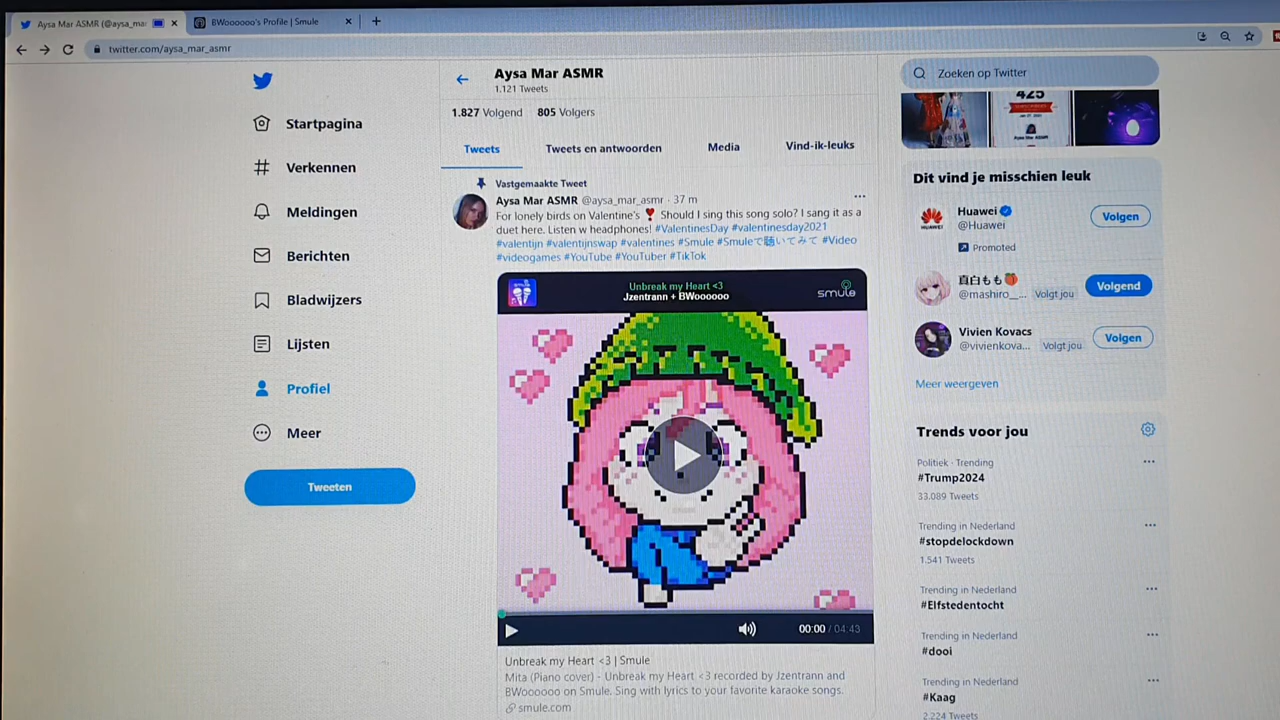 Aysa Mar ASMR (@aysa_mar
BWoooooo's Profile | Smule
twitter.com/aysa_mar_asmr
Startpagina
Verkennen
Meldingen
Berichten
Bladwijzers
Lijsten
Profiel
Meer
Tweeten
Aysa Mar ASMR
1.121 Tweets
1.827 Volgend 805 Volgers
Tweets Tweets en antwoorden Media Vind-ik-leuks
Vastgemaakte Tweet
Aysa Mar ASMR @aysa_mar_asmr · 37 m
For lonely birds on Valentine's ❣️ Should I sing this song solo? I sang it as a
duet here. Listen w headphones! #ValentinesDay #valentinesday2021
#valentijn #valentijnswap #valentines #Smule #Smuleで聴いてみて #Video
#videogames #YouTube #YouTuber #TikTok
Unbreak my Heart <3
Jzentrann + BWoooooo
SMULE
00:00 / 04:43
Unbreak my Heart <3 | Smule
Mita (Piano cover) - Unbreak my Heart <3 recorded by Jzentrann and
BWoooooo on Smule. Sing with lyrics to your favorite karaoke songs.
smule.com
Zoeken op Twitter
425
Dit vind je misschien leuk
Huawei
@Huawei
Volgen
Promoted
真白もも🍑
@mashiro__... Volgt jou
Volgend
Vivien Kovacs
@vivienkova... Volgt jou
Volgen
Meer weergeven
Trends voor jou
Politiek · Trending
#Trump2024
33.089 Tweets
Trending in Nederland
#stopdelockdown
1.541 Tweets
Trending in Nederland
#Elfstedentocht
Trending in Nederland
#dooi
Trending in Nederland
#Kaag
2.224 Tweets